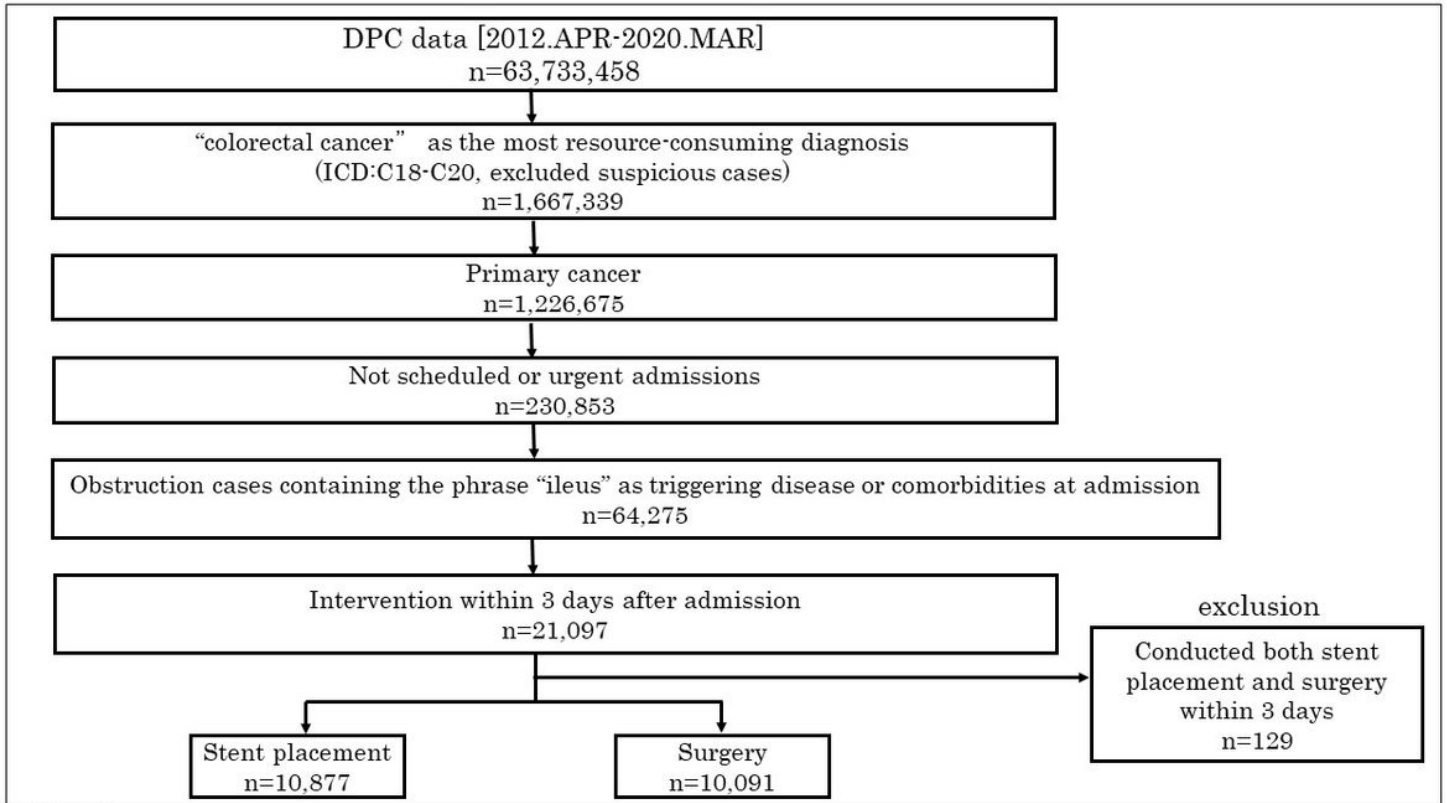 DPC data [2012.APR-2020.MAR]
n=63,733,458
“colorectal cancer” as the most resource-consuming diagnosis
(ICD:C18-C20, excluded suspicious cases)
n=1,667,339
Primary cancer
n=1,226,675
Not scheduled or urgent admissions
n=230,853
Obstruction cases containing the phrase “ileus” as triggering disease or comorbidities at admission
n=64,275
Intervention within 3 days after admission
n=21,097
exclusion
Conducted both stent
placement and surgery
within 3 days
n=129
Stent placement
n=10,877
Surgery
n=10,091